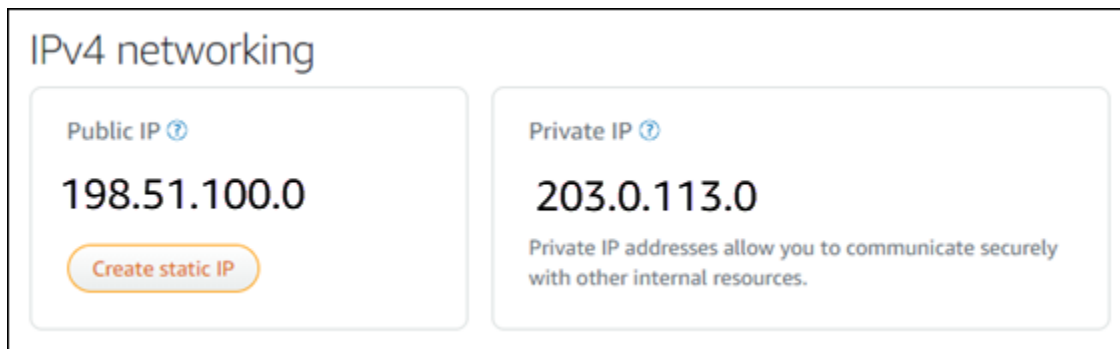 IPv4 networking
Public IP ?
198.51.100.0
Create static IP
Private IP ?
203.0.113.0
Private IP addresses allow you to communicate securely
with other internal resources.